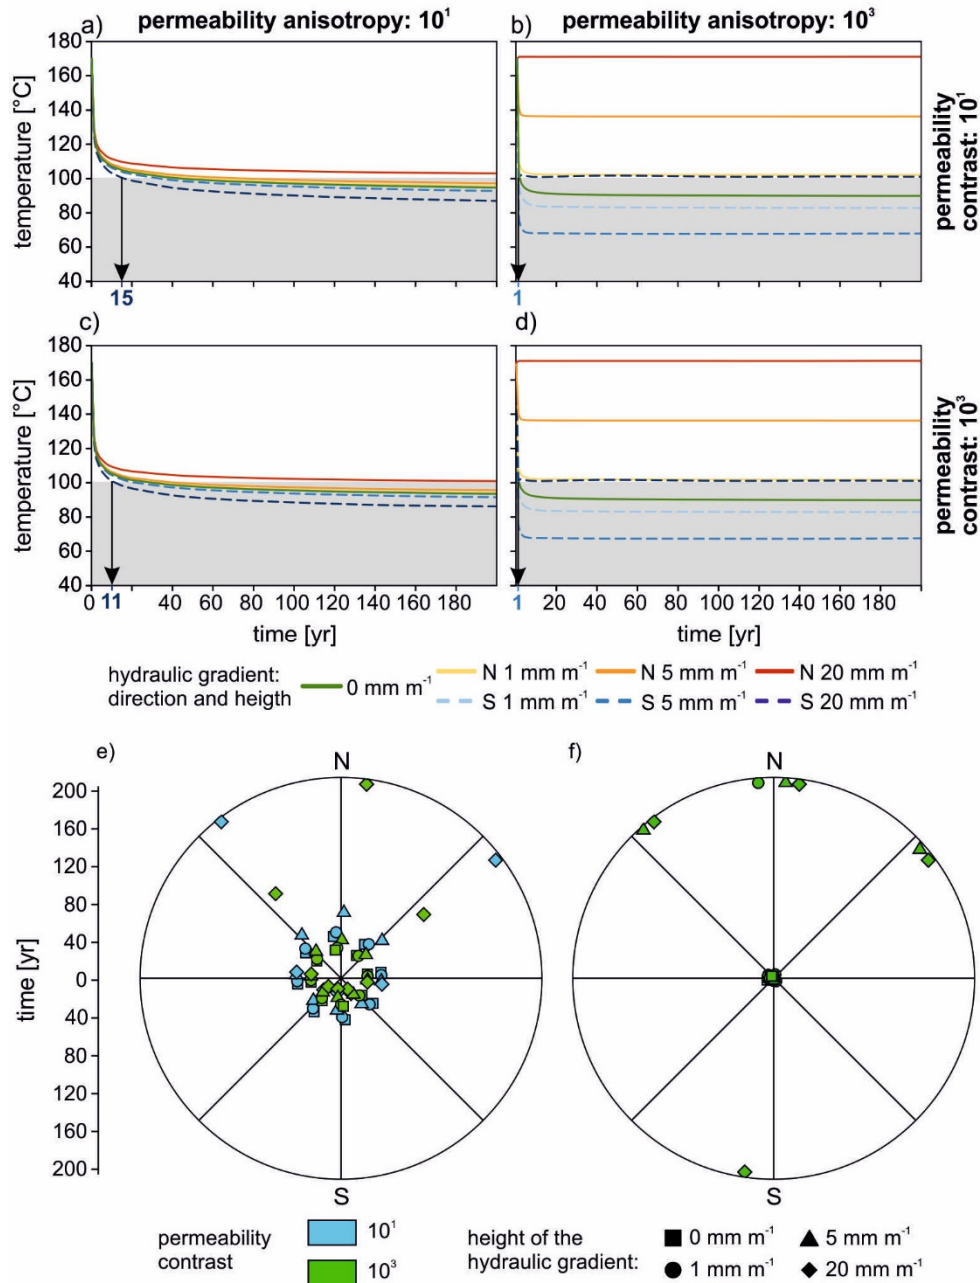 permeability anisotropy: 10¹
permeability anisotropy: 10³
a)
b)
temperature [°C]
180
160
140
120
100
80
60
40
15
1
permeability
contrast: 10¹
c)
d)
temperature [°C]
180
160
140
120
100
80
60
40
0 11 40 60 80 100 120 140 160 180
1 20 40 60 80 100 120 140 160 180
time [yr]
time [yr]
permeability
contrast: 10³
hydraulic gradient:
direction and heigth
0 mm m⁻¹
N 1 mm m⁻¹ N 5 mm m⁻¹ N 20 mm m⁻¹
S 1 mm m⁻¹ S 5 mm m⁻¹ S 20 mm m⁻¹
e)
N
f)
N
time [yr]
200
160
120
80
40
0
40
80
120
160
200
S
S
permeability
contrast
10¹
10³
height of the
hydraulic gradient:
0 mm m⁻¹ 5 mm m⁻¹
1 mm m⁻¹ 20 mm m⁻¹